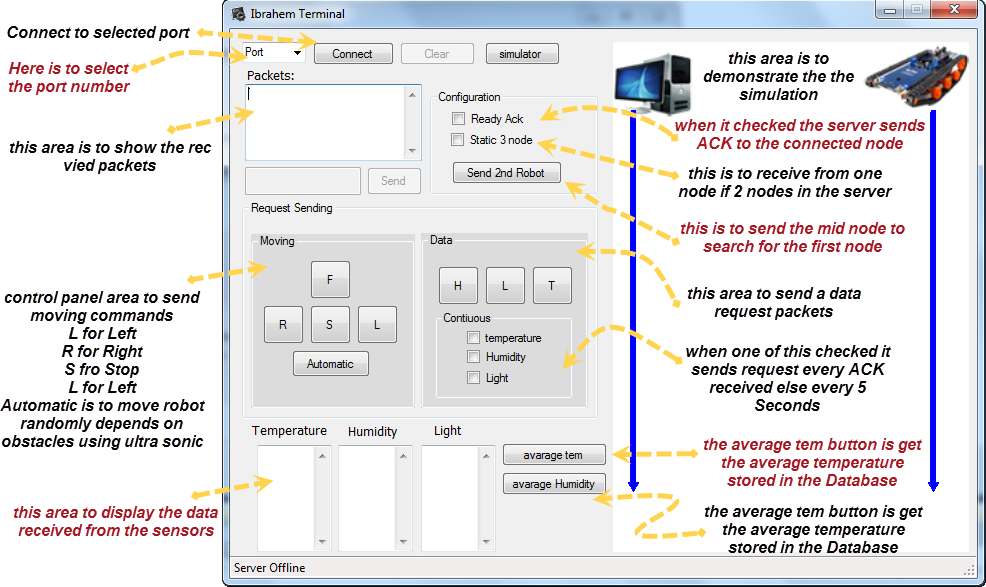 Ibrahem Terminal
Connect to selected port
Port
Connect
Clear
simulator
Here is to select
the port number
Packets:
this area is to show the rec
vied packets
Send
Configuration
Ready Ack
Static 3 node
Send 2nd Robot
this area is to
demonstrate the the
simulation
when it checked the server sends
ACK to the connected node
this is to receive from one
node if 2 nodes in the server
this is to send the mid node to
search for the first node
Request Sending
Moving
F
R
S
L
Automatic
Data
H
L
T
Contiuous
temperature
Humidity
Light
control panel area to send
moving commands
L for Left
R for Right
S fro Stop
L for Left
Automatic is to move robot
randomly depends on
obstacles using ultra sonic
this area to send a data
request packets
when one of this checked it
sends request every ACK
received else every 5
Seconds
Temperature
Humidity
Light
avarage tem
avarage Humidity
this area to display the data
received from the sensors
the average tem button is get
the average temperature
stored in the Database
the average tem button is get
the average temperature
stored in the Database
Server Offline